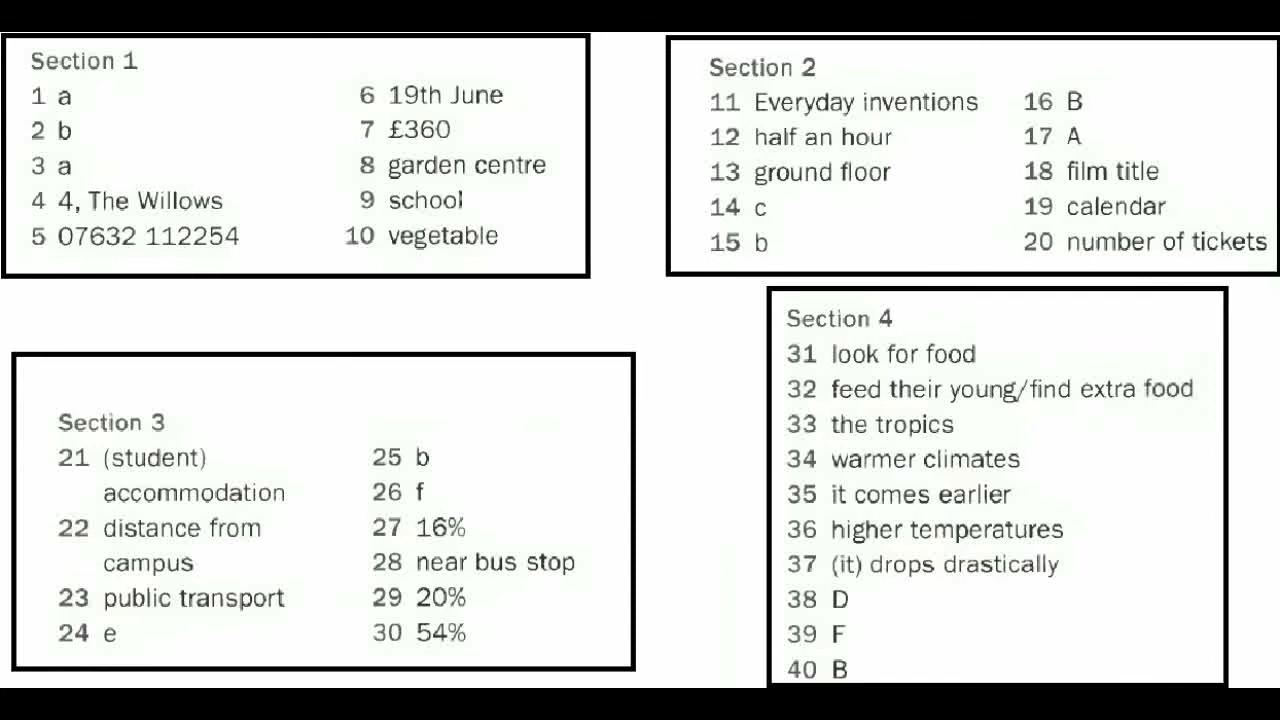 Section 1
1 a
2 b
3 a
4 4, The Willows
5 07632 112254
6 19th June
7 £360
8 garden centre
9 school
10 vegetable
Section 2
11 Everyday inventions
12 half an hour
13 ground floor
14 c
15 b
16 B
17 A
18 film title
19 calendar
20 number of tickets
Section 3
21 (student)
accommodation
22 distance from
campus
23 public transport
24 e
25 b
26 f
27 16%
28 near bus stop
29 20%
30 54%
Section 4
31 look for food
32 feed their young/find extra food
33 the tropics
34 warmer climates
35 it comes earlier
36 higher temperatures
37 (it) drops drastically
38 D
39 F
40 B